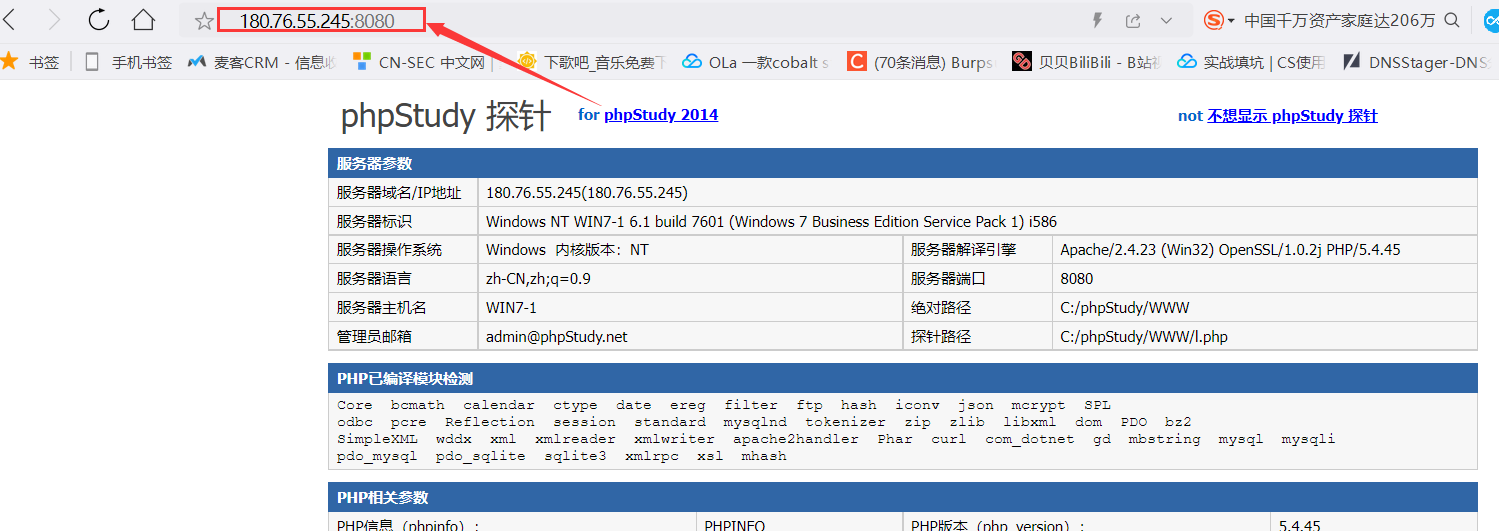 180.76.55.245:8080
中国千万资产家庭达206万
书签 手机书签 麦客CRM - 信息收 CN-SEC 中文网 下歌吧_音乐免费下 OLa 一款cobalt s (70条消息) Burps 贝贝BiliBili - B站视 实战填坑 | CS使用 DNSStager-DNS
phpStudy 探针 for phpStudy 2014 not 不想显示 phpStudy 探针
服务器参数
服务器域名/IP地址 180.76.55.245(180.76.55.245)
服务器标识 Windows NT WIN7-1 6.1 build 7601 (Windows 7 Business Edition Service Pack 1) i586
服务器操作系统 Windows 内核版本：NT 服务器解译引擎 Apache/2.4.23 (Win32) OpenSSL/1.0.2j PHP/5.4.45
服务器语言 zh-CN,zh;q=0.9 服务器端口 8080
服务器主机名 WIN7-1 绝对路径 C:/phpStudy/WWW
管理员邮箱 admin@phpStudy.net 探针路径 C:/phpStudy/WWW/l.php
PHP已编译模块检测
Core bcmath calendar ctype date ereg filter ftp hash iconv json mcrypt SPL
odbc pcre Reflection session standard mysqlnd tokenizer zip zlib libxml dom PDO bz2
SimpleXML wddx xml xmlreader xmlwriter apache2handler Phar curl com_dotnet gd mbstring mysql mysqli
pdo_mysql pdo_sqlite sqlite3 xmlrpc xsl mhash
PHP相关参数
PHP信息（phpinfo）： PHPINFO PHP版本（php_version）： 5.4.45